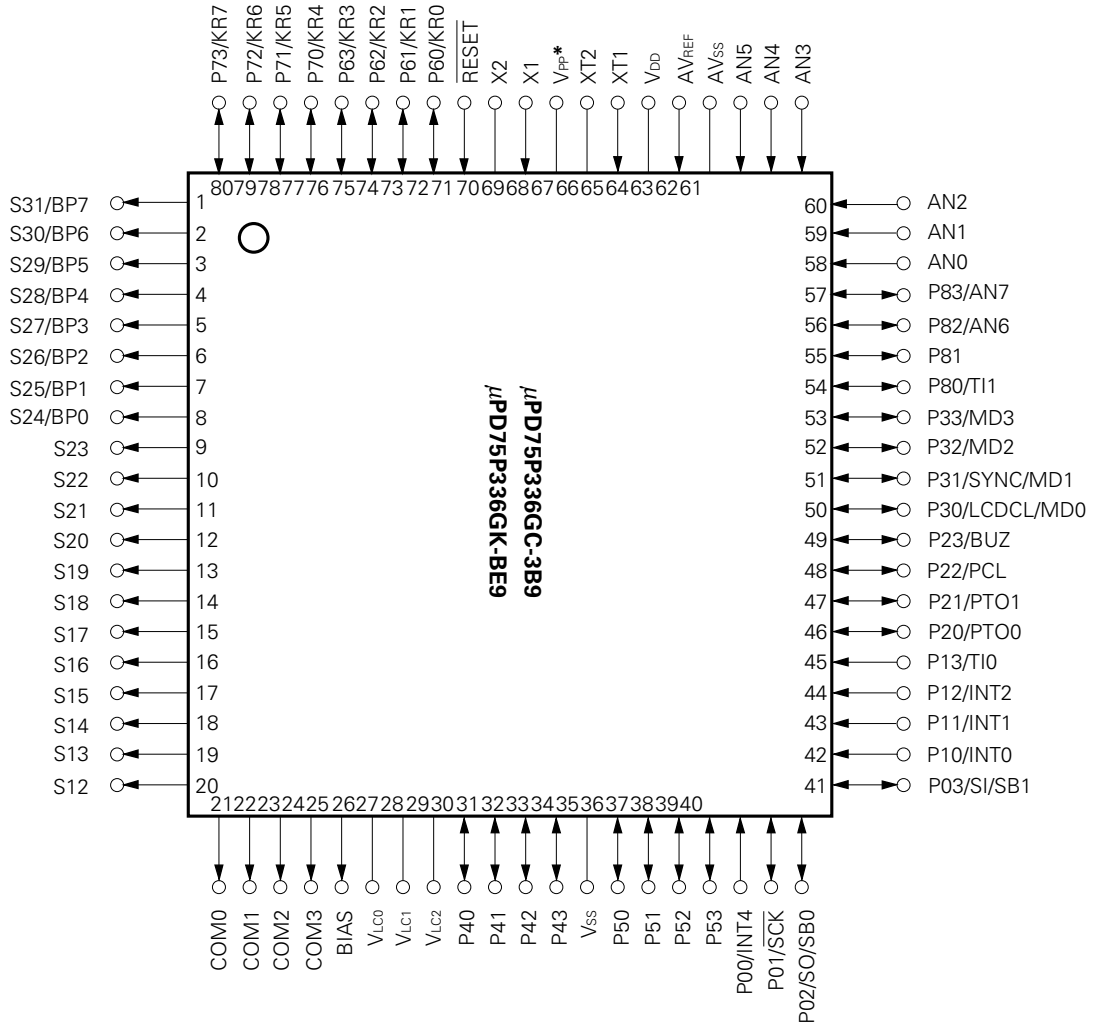 P73/KR7
P72/KR6
P71/KR5
P70/KR4
P63/KR3
P62/KR2
P61/KR1
P60/KR0
RESET
X2
X1
VPP*
XT2
XT1
VDD
AVREF
AVSS
AN5
AN4
AN3
80 79 78 77 76 75 74 73 72 71 70 69 68 67 66 65 64 63 62 61
S31/BP7 1
S30/BP6 2
S29/BP5 3
S28/BP4 4
S27/BP3 5
S26/BP2 6
S25/BP1 7
S24/BP0 8
S23 9
S22 10
S21 11
S20 12
S19 13
S18 14
S17 15
S16 16
S15 17
S14 18
S13 19
S12 20
μPD75P336GC-3B9
μPD75P336GK-BE9
60 AN2
59 AN1
58 AN0
57 P83/AN7
56 P82/AN6
55 P81
54 P80/TI1
53 P33/MD3
52 P32/MD2
51 P31/SYNC/MD1
50 P30/LCDCL/MD0
49 P23/BUZ
48 P22/PCL
47 P21/PTO1
46 P20/PTO0
45 P13/TI0
44 P12/INT2
43 P11/INT1
42 P10/INT0
41 P03/SI/SB1
21 22 23 24 25 26 27 28 29 30 31 32 33 34 35 36 37 38 39 40
COM0
COM1
COM2
COM3
BIAS
VLC0
VLC1
VLC2
P40
P41
P42
P43
VSS
P50
P51
P52
P53
P00/INT4
P01/SCK
P02/SO/SB0